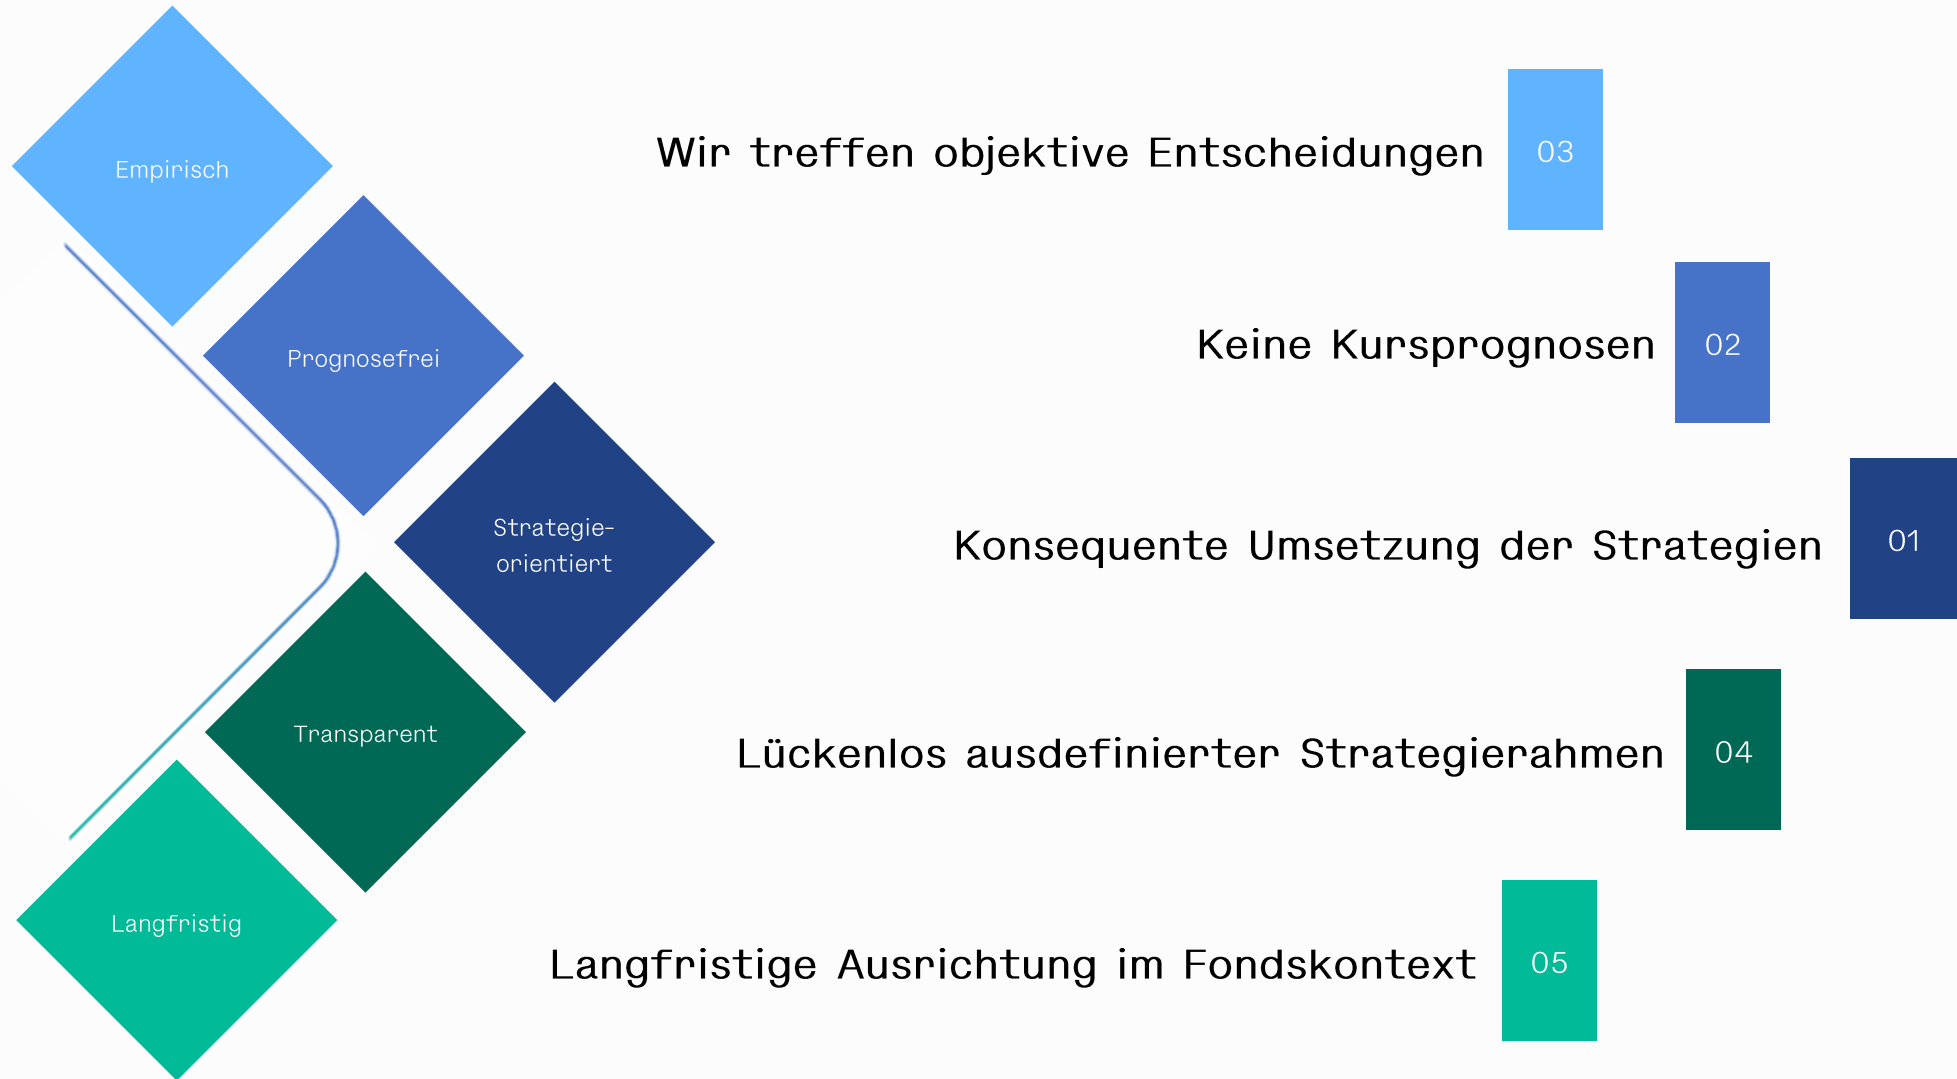 Empirisch
Wir treffen objektive Entscheidungen
03
Prognosefrei
Keine Kursprognosen
02
Strategie-
orientiert
Konsequente Umsetzung der Strategien
01
Transparent
Lückenlos ausdefinierter Strategierahmen
04
Langfristig
Langfristige Ausrichtung im Fondskontext
05